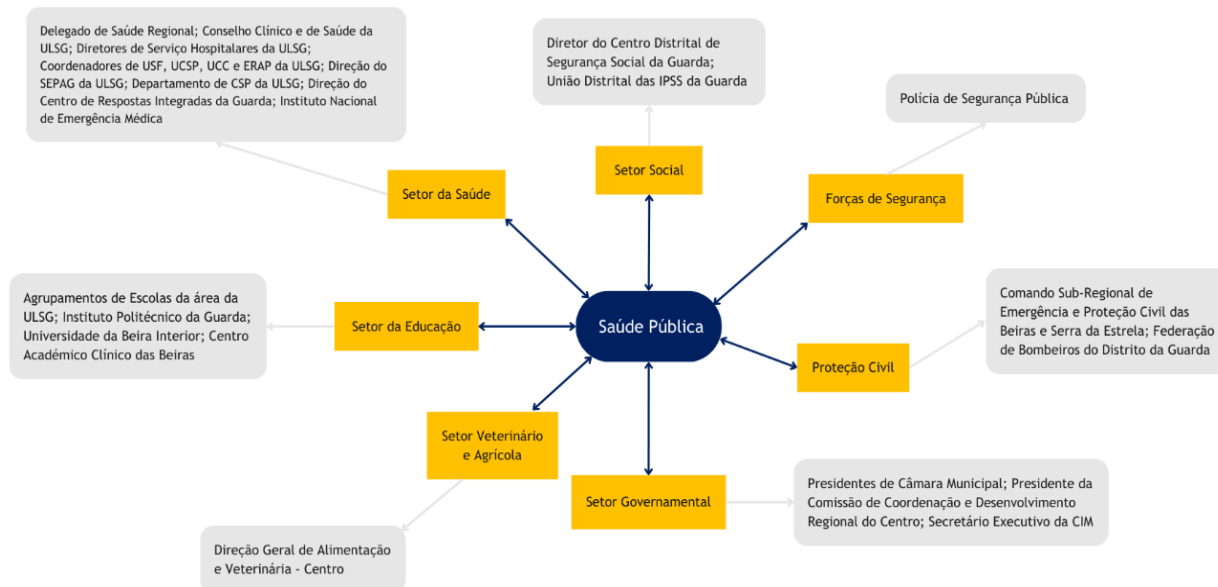 Delegado de Saúde Regional; Conselho Clínico e de Saúde da
ULSG; Diretores de Serviço Hospitalares da ULSG;
Coordenadores de USF, UCSP, UCC e ERAP da ULSG; Direção do
SEPAG da ULSG; Departamento de CSP da ULSG; Direção do
Centro de Respostas Integradas da Guarda; Instituto Nacional
de Emergência Médica
Diretor do Centro Distrital de
Segurança Social da Guarda;
União Distrital das IPSS da Guarda
Polícia de Segurança Pública
Setor Social
Setor da Saúde
Forças de Segurança
Agrupamentos de Escolas da área da
ULSG; Instituto Politécnico da Guarda;
Universidade da Beira Interior; Centro
Académico Clínico das Beiras
Setor da Educação
Saúde Pública
Comando Sub-Regional de
Emergência e Proteção Civil das
Beiras e Serra da Estrela; Federação
de Bombeiros do Distrito da Guarda
Proteção Civil
Setor Veterinário
e Agrícola
Setor Governamental
Presidentes de Câmara Municipal; Presidente da
Comissão de Coordenação e Desenvolvimento
Regional do Centro; Secretário Executivo da CIM
Direção Geral de Alimentação
e Veterinária - Centro